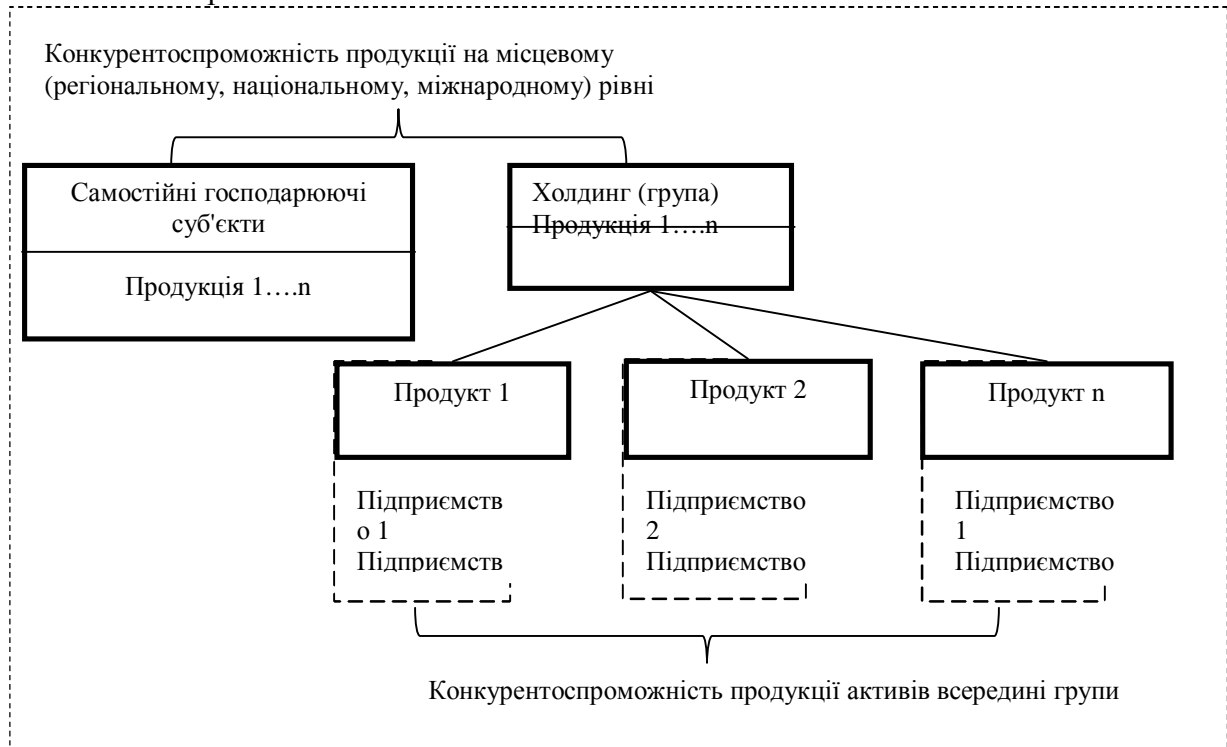 Конкурентоспроможність продукції на місцевому
(регіональному, національному, міжнародному) рівні
Самостійні господарюючі
суб'єкти
Продукція 1….n
Холдинг (група)
Продукція 1….n
Продукт 1
Продукт 2
Продукт n
Підприємств
о 1
Підприємств
Підприємство
2
Підприємство
Підприємство
1
Підприємство
Конкурентоспроможність продукції активів всередині групи